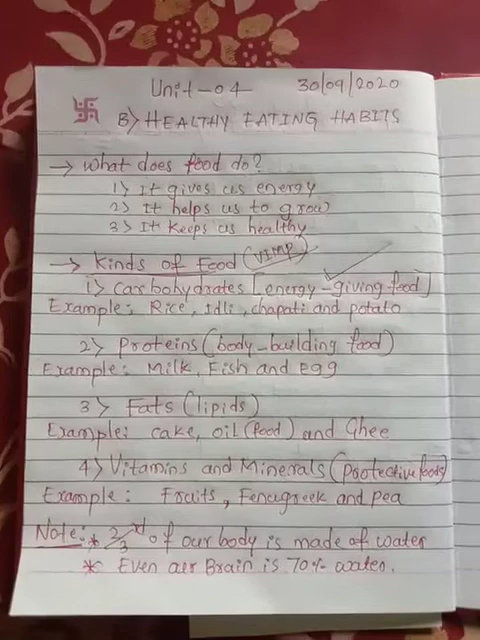 Unit-04 30/09/2020
卐
B> HEALTHY EATING HABITS
→ What does food do?
1> It gives us energy
2> It helps us to grow
3> It keeps us healthy
→ Kinds of Food (VIMP)
1> carbohydrates [energy-giving food]
Example: Rice, Idli, chapati and potato
2> Proteins (body-building food)
Example: Milk, Fish and Egg
3> Fats (lipids)
Example: cake, oil (food) and Ghee
4> Vitamins and Minerals (Protective foods)
Example: Fruits, Fenugreek and pea
Note: * 2/3rd of our body is made of water
* Even our Brain is 70% water.